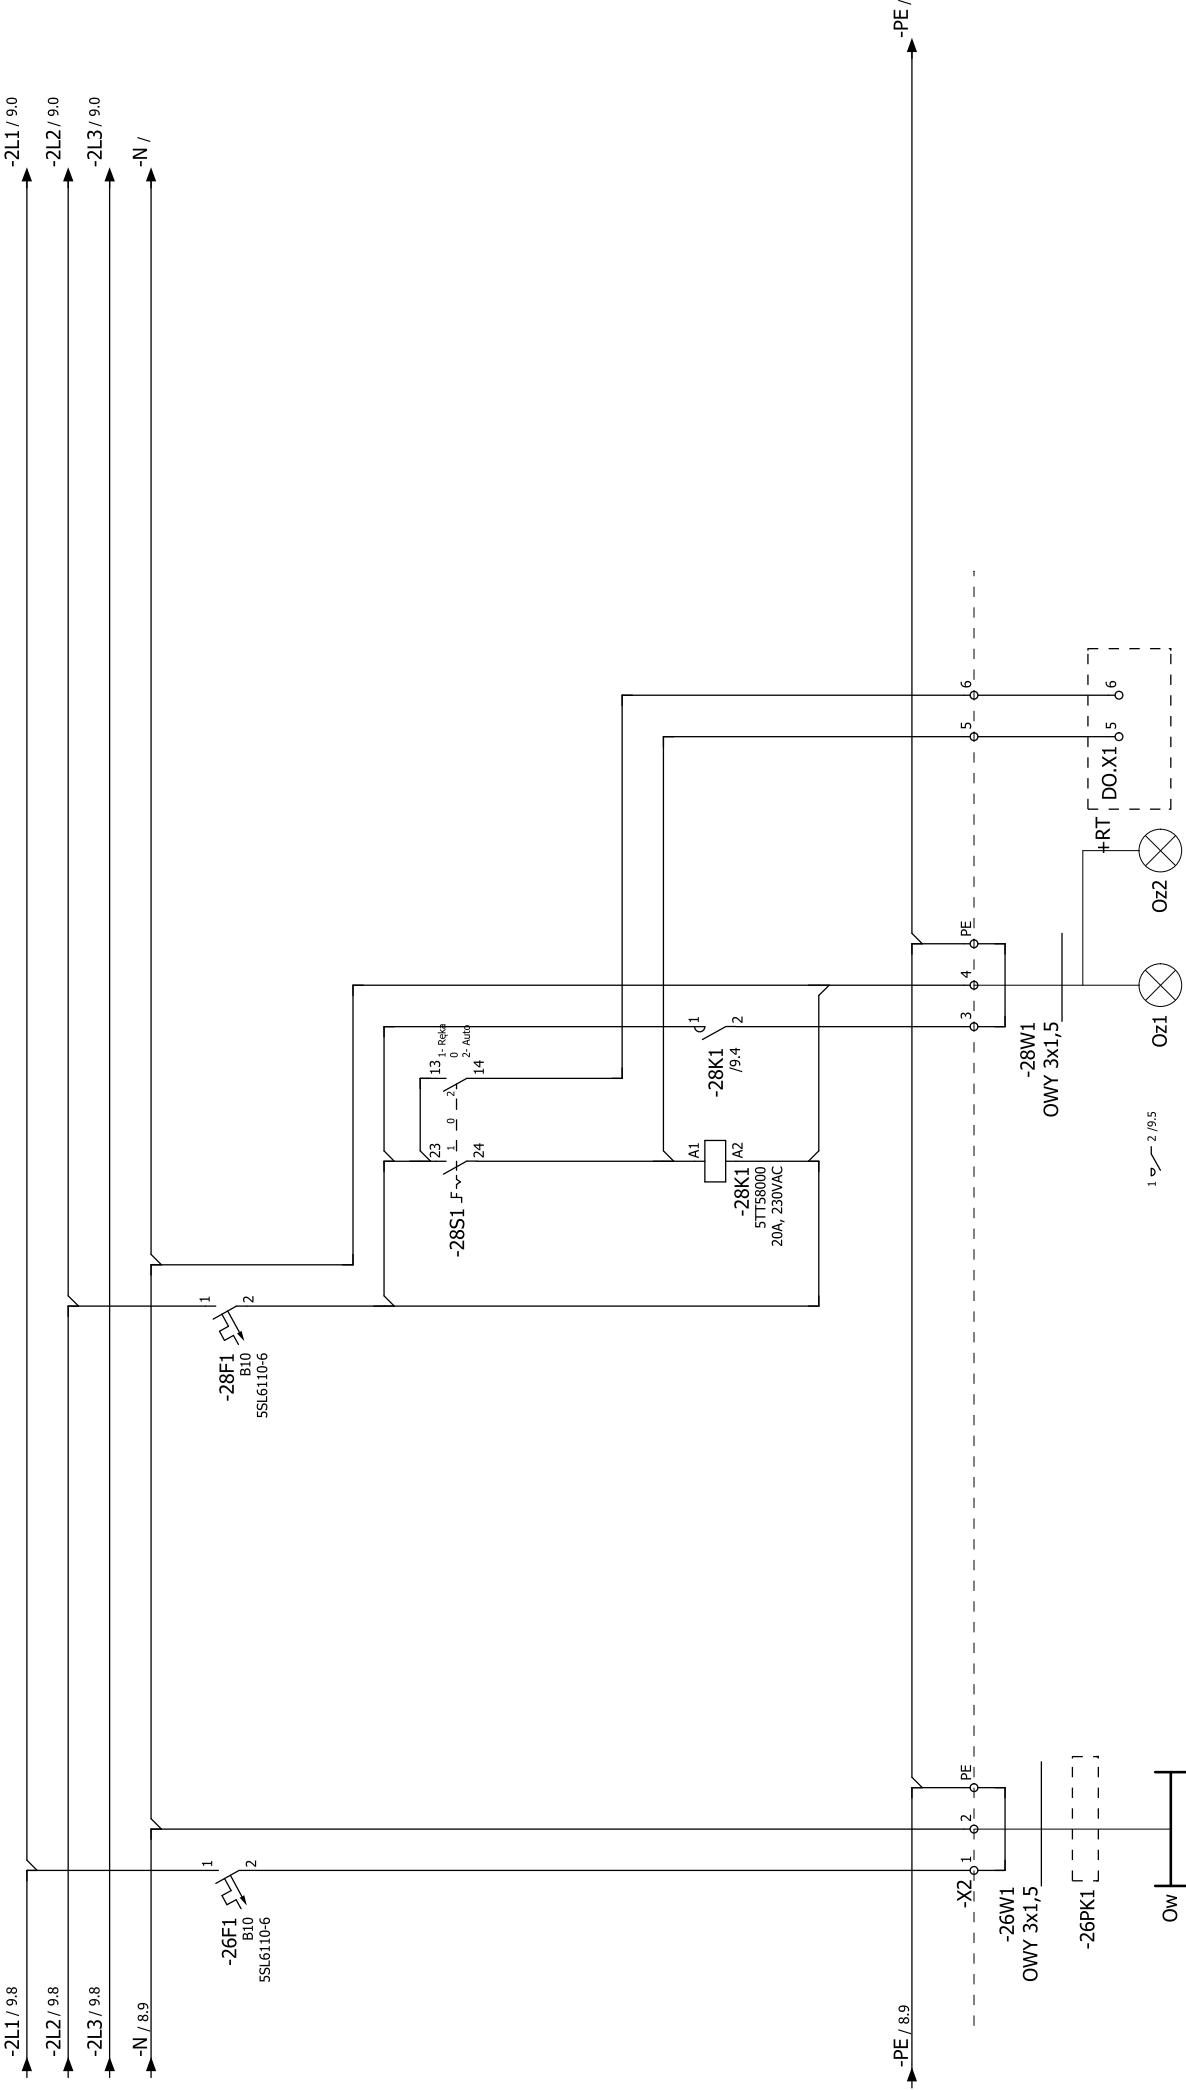 -2L1 / 9.8
-2L2 / 9.8
-2L3 / 9.8
-N / 8.9
-PE / 8.9
-2L1 / 9.0
-2L2 / 9.0
-2L3 / 9.0
-N /
-PE /
-26F1
B10
5SL6110-6
1
2
-28F1
B10
5SL6110-6
1
2
-28S1
23
24
1
0
2
13
14
1- Ręka
0
2- Auto
-28K1
5TT58000
20A, 230VAC
A1
A2
-28K1
/9.4
1
2
-X2
1
2
PE
3
4
PE
5
6
-26W1
OWY 3x1,5
-26PK1
Ow
-28W1
OWY 3x1,5
1
2 /9.5
Oz1
Oz2
+RT
DO.X1
5
6